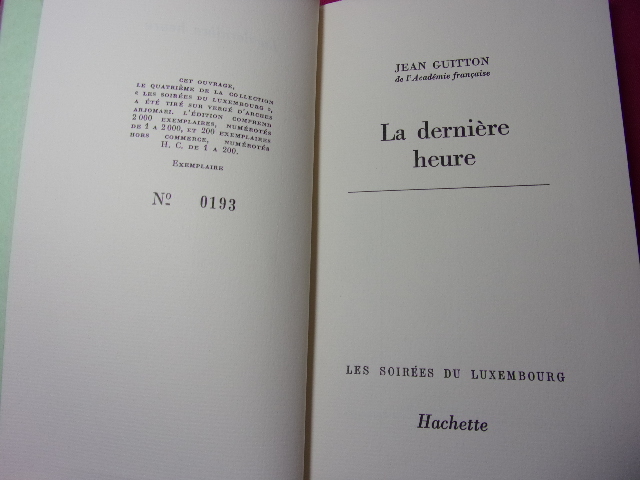 CET OUVRAGE,
LE QUATRIÈME DE LA COLLECTION
« LES SOIRÉES DU LUXEMBOURG »,
A ÉTÉ TIRÉ SUR VERGÉ D'ARCHES
ARJOMARI. L'ÉDITION COMPREND
2 000 EXEMPLAIRES, NUMÉROTÉS
DE 1 A 2 000, ET 200 EXEMPLAIRES
HORS COMMERCE, NUMÉROTÉS
H. C. DE 1 A 200.
EXEMPLAIRE
Nº 0193
JEAN GUITTON
de l'Académie française
La dernière
heure
LES SOIRÉES DU LUXEMBOURG
Hachette